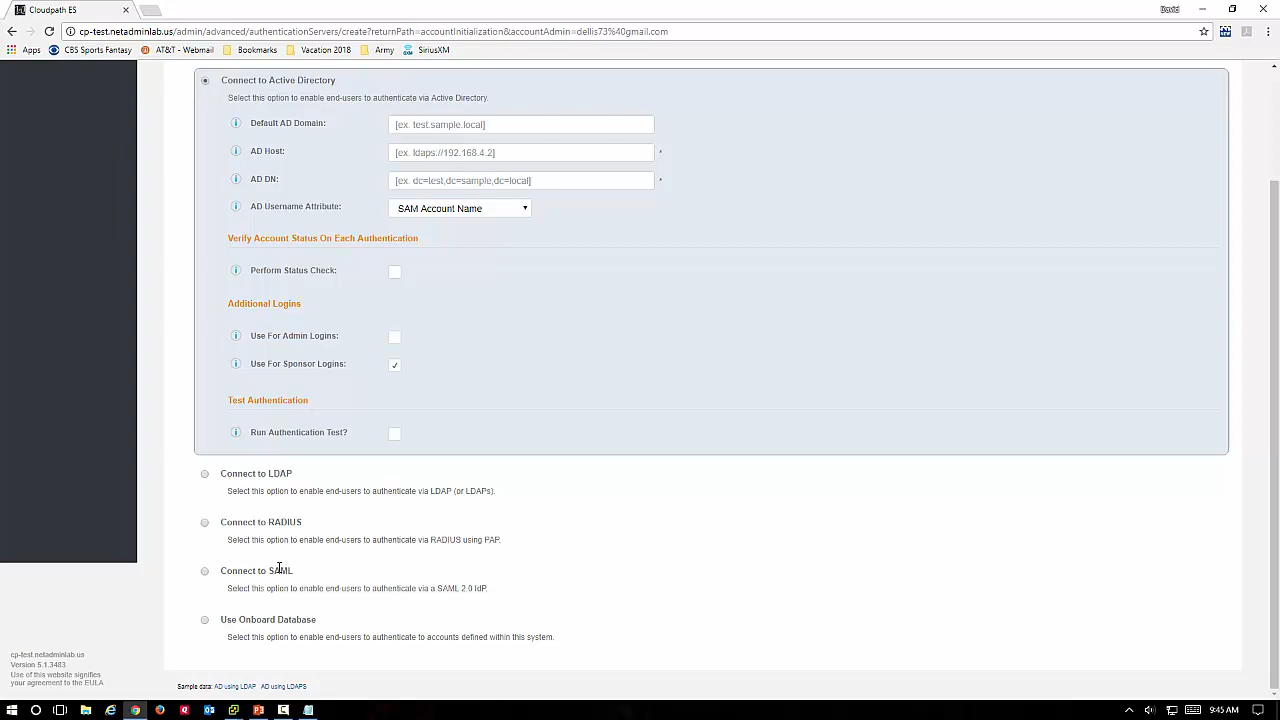 Cloudpath ES
David
cp-test.netadminlab.us/admin/advanced/authenticationServers/create?returnPath=accountInitialization&accountAdmin=dellis73%40gmail.com
Apps CBS Sports Fantasy AT&T - Webmail Bookmarks Vacation 2018 Army SiriusXM
Connect to Active Directory
Select this option to enable end-users to authenticate via Active Directory.
Default AD Domain: [ex. test.sample.local]
AD Host: [ex. ldaps://192.168.4.2] *
AD DN: [ex. dc=test,dc=sample,dc=local] *
AD Username Attribute: SAM Account Name
Verify Account Status On Each Authentication
Perform Status Check:
Additional Logins
Use For Admin Logins:
Use For Sponsor Logins:
Test Authentication
Run Authentication Test?
Connect to LDAP
Select this option to enable end-users to authenticate via LDAP (or LDAPs).
Connect to RADIUS
Select this option to enable end-users to authenticate via RADIUS using PAP.
Connect to SAML
Select this option to enable end-users to authenticate via a SAML 2.0 IdP.
Use Onboard Database
Select this option to enable end-users to authenticate to accounts defined within this system.
cp-test.netadminlab.us
Version 5.1.3483
Use of this website signifies
your agreement to the EULA
Sample data: AD using LDAP AD using LDAPS
9:45 AM